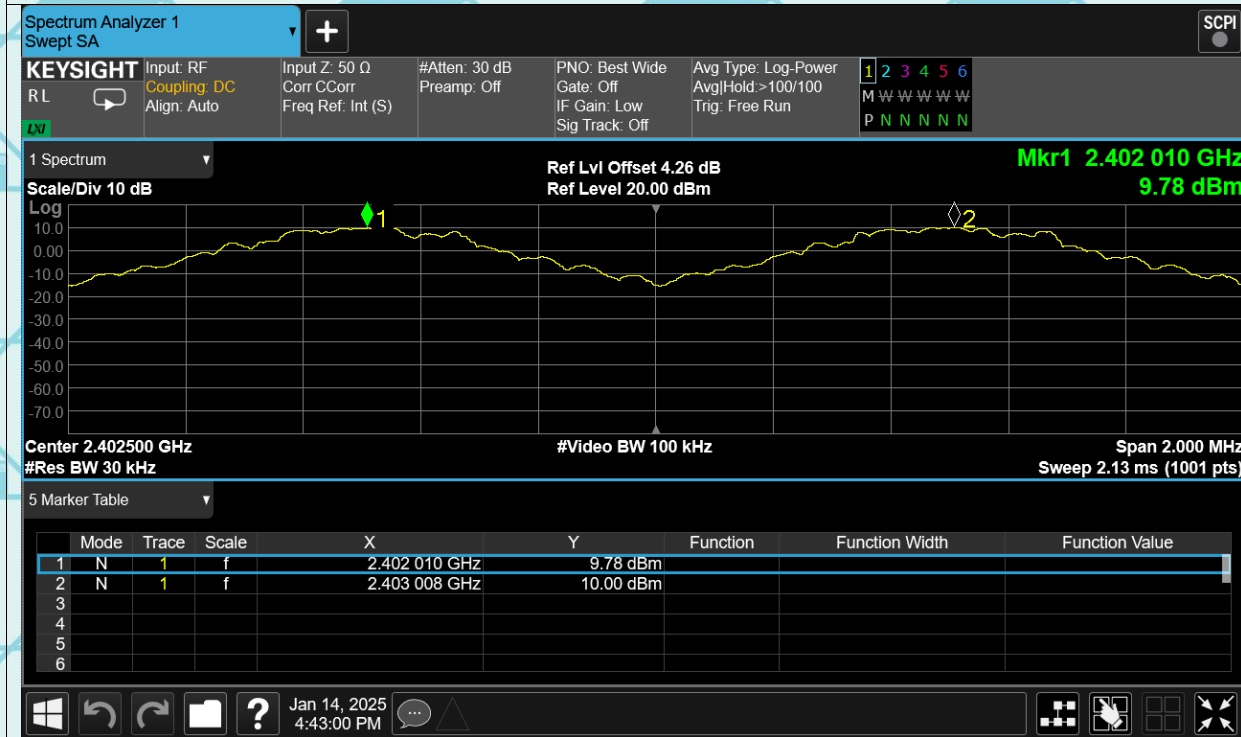 Spectrum Analyzer 1
Swept SA
SCPI
KEYSIGHT
RL
LXI
Input: RF
Coupling: DC
Align: Auto
Input Z: 50 Ω
Corr CCorr
Freq Ref: Int (S)
#Atten: 30 dB
Preamp: Off
PNO: Best Wide
Gate: Off
IF Gain: Low
Sig Track: Off
Avg Type: Log-Power
Avg|Hold:>100/100
Trig: Free Run
1 2 3 4 5 6
M W W W W W
P N N N N N
1 Spectrum
Scale/Div 10 dB
Ref Lvl Offset 4.26 dB
Ref Level 20.00 dBm
Mkr1 2.402 010 GHz
9.78 dBm
Log
10.0
0.00
-10.0
-20.0
-30.0
-40.0
-50.0
-60.0
-70.0
1
2
Center 2.402500 GHz
#Video BW 100 kHz
Span 2.000 MHz
#Res BW 30 kHz
Sweep 2.13 ms (1001 pts)
5 Marker Table
Mode Trace Scale X Y Function Function Width Function Value
1 N 1 f 2.402 010 GHz 9.78 dBm
2 N 1 f 2.403 008 GHz 10.00 dBm
3
4
5
6
?
Jan 14, 2025
4:43:00 PM